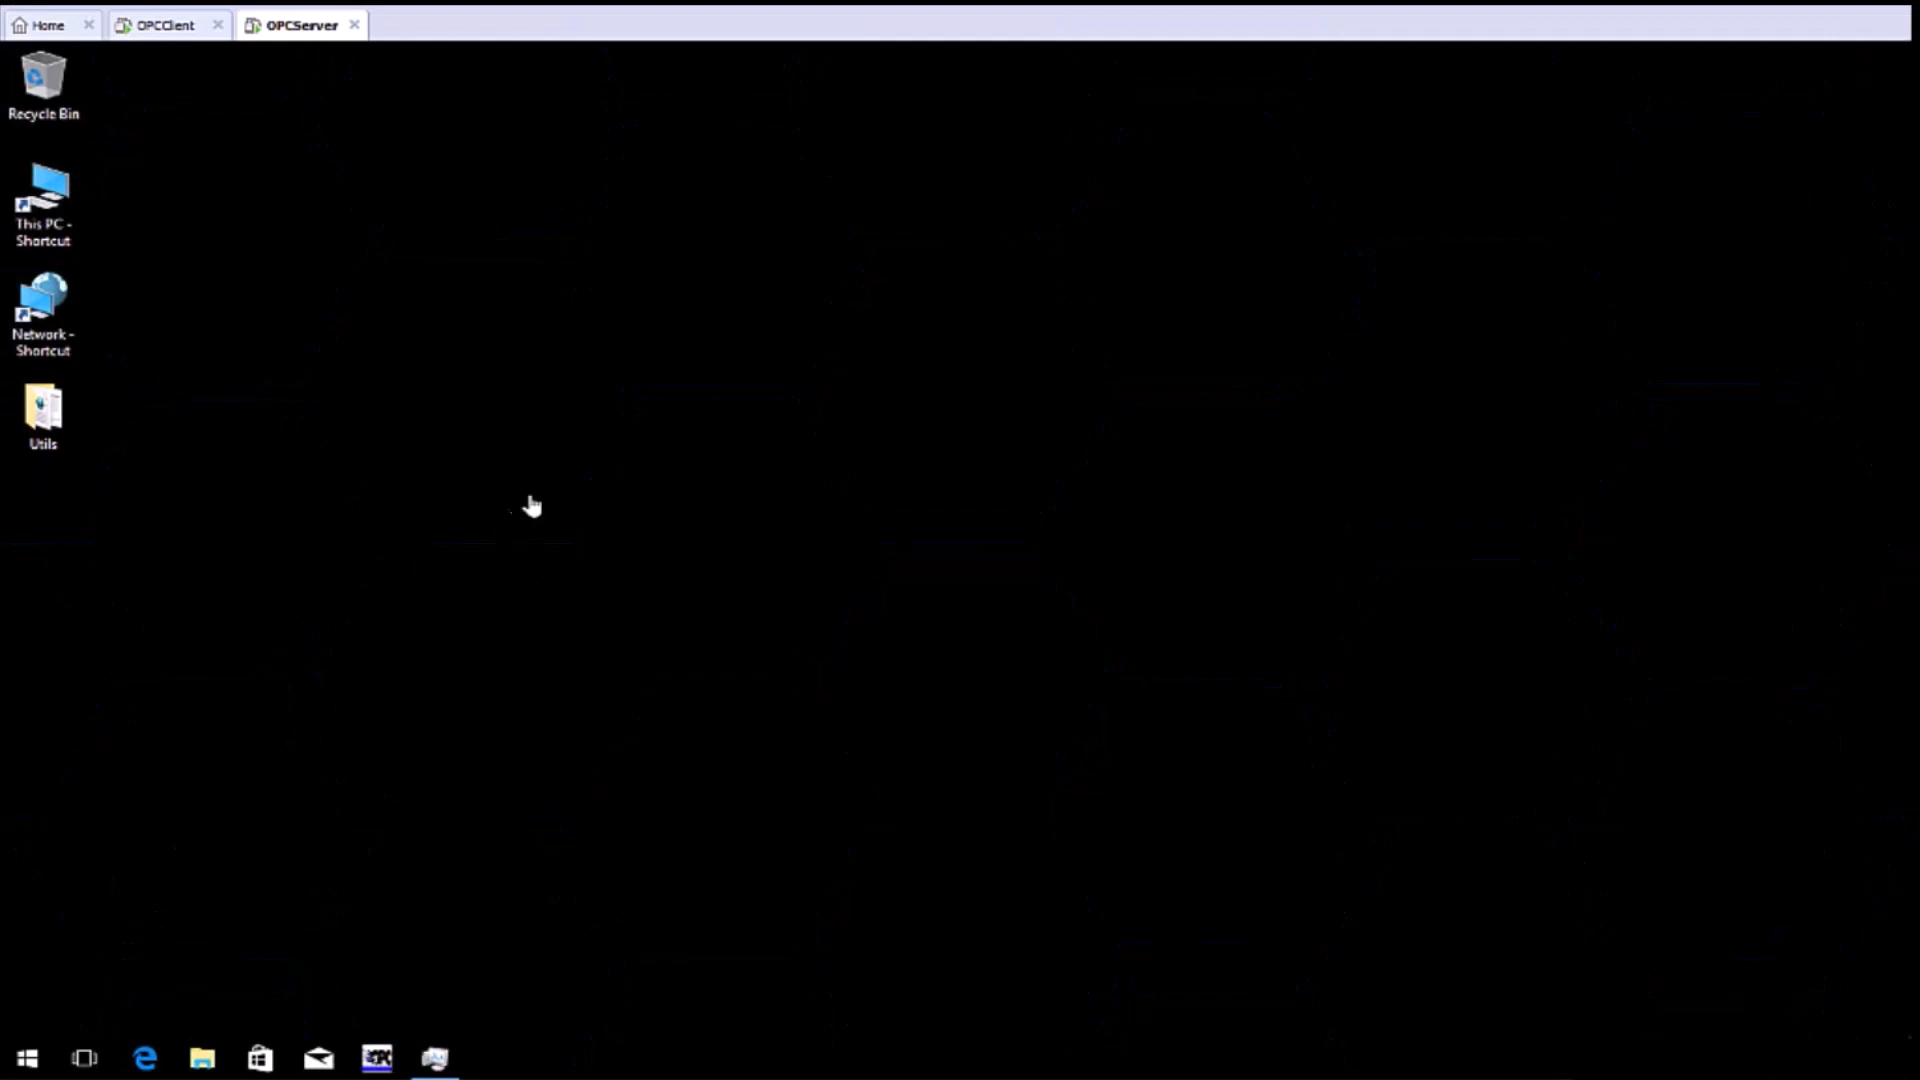 Home
OPCClient
OPCServer
Recycle Bin
This PC -
Shortcut
Network -
Shortcut
Utils